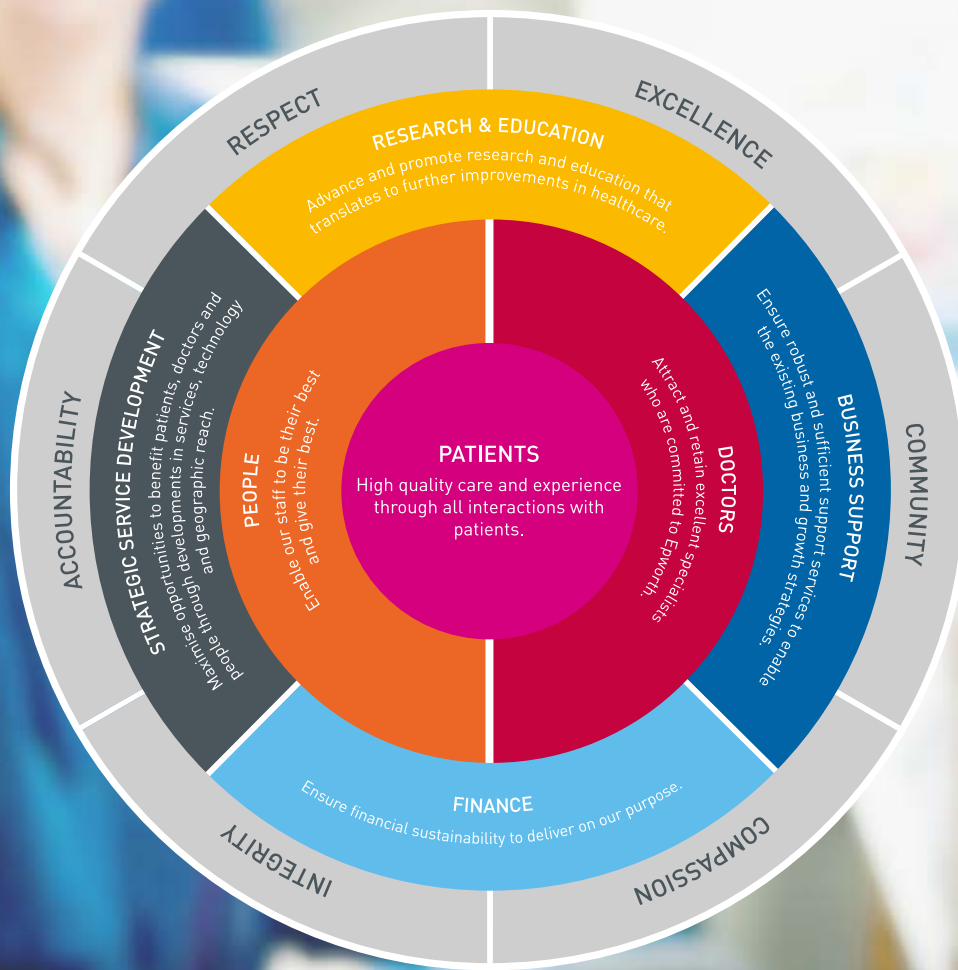 RESPECT
EXCELLENCE
RESEARCH & EDUCATION
Advance and promote research and education that
translates to further improvements in healthcare.
ACCOUNTABILITY
STRATEGIC SERVICE DEVELOPMENT
Maximise opportunities to benefit patients, doctors and
people through developments in services, technology
and geographic reach.
PEOPLE
Enable our staff to be their best
and give their best.
PATIENTS
High quality care and experience
through all interactions with
patients.
DOCTORS
Attract and retain excellent specialists
who are committed to Epworth.
BUSINESS SUPPORT
Ensure robust and sufficient support services to enable
the existing business and growth strategies.
COMMUNITY
FINANCE
Ensure financial sustainability to deliver on our purpose.
INTEGRITY
COMPASSION